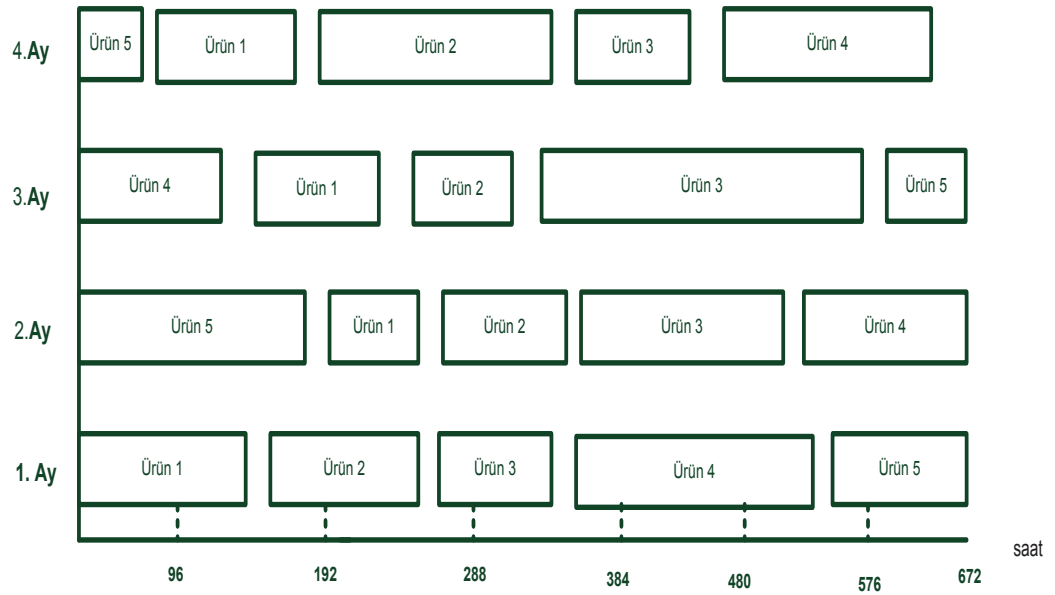 4.Ay
Ürün 5 Ürün 1 Ürün 2 Ürün 3 Ürün 4
3.Ay
Ürün 4 Ürün 1 Ürün 2 Ürün 3 Ürün 5
2.Ay
Ürün 5 Ürün 1 Ürün 2 Ürün 3 Ürün 4
1. Ay
Ürün 1 Ürün 2 Ürün 3 Ürün 4 Ürün 5
saat
96 192 288 384 480 576 672